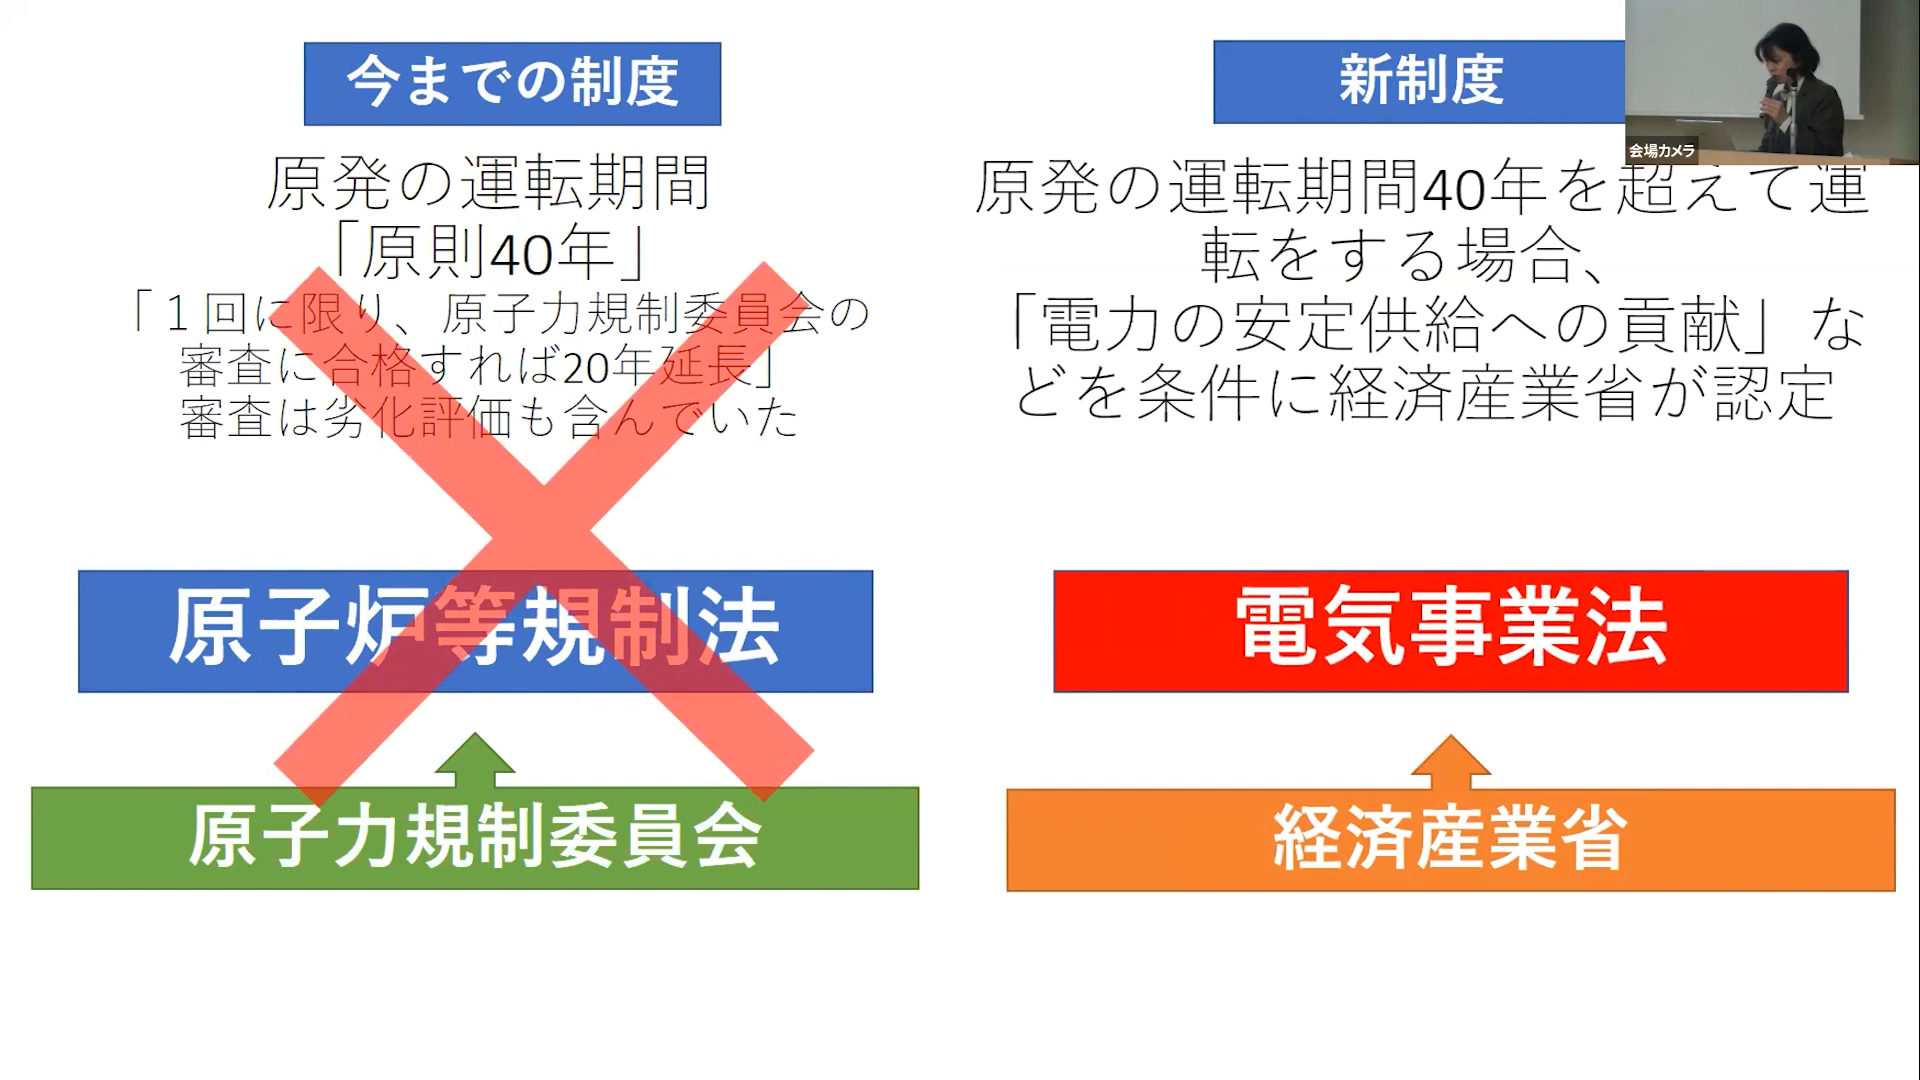 今までの制度
原発の運転期間
「原則40年」
「１回に限り、原子力規制委員会の
審査に合格すれば20年延長」
審査は劣化評価も含んでいた
原子炉等規制法
原子力規制委員会
新制度
会場カメラ
原発の運転期間40年を超えて運
転をする場合、
「電力の安定供給への貢献」な
どを条件に経済産業省が認定
電気事業法
経済産業省